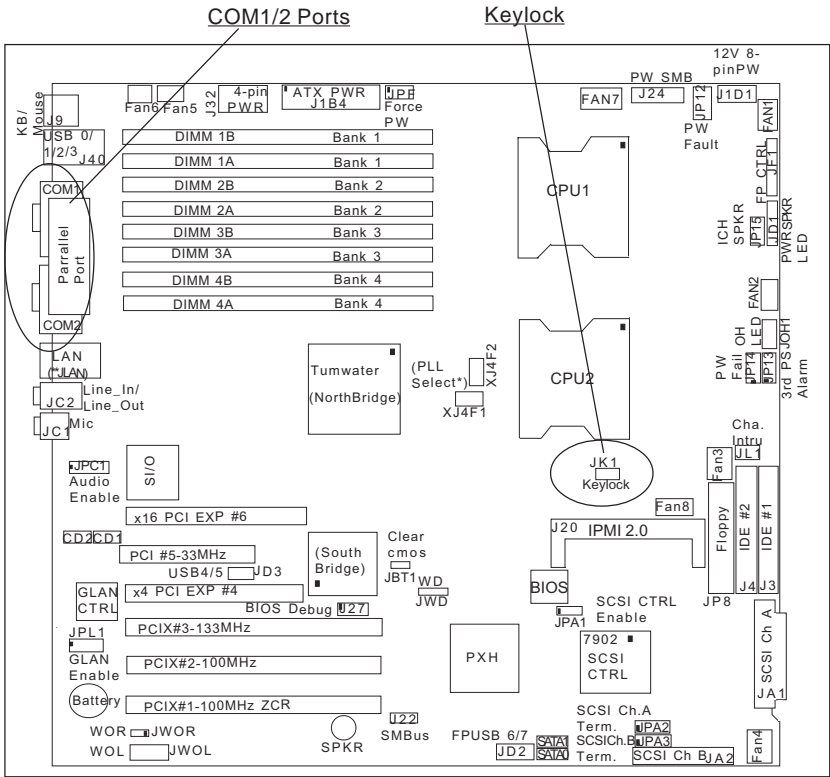 COM1/2 Ports
Keylock
12V 8-
pinPW
PW SMB
J24
J1D1
JP12
PW
Fault
FAN7
FAN1
KB/
Mouse
J9
Fan6
Fan5
J32
4-pin
PWR
ATX PWR
J1B4
JPF
Force
PW
USB 0/
1/2/3
J40
DIMM 1B Bank 1
DIMM 1A Bank 1
DIMM 2B Bank 2
DIMM 2A Bank 2
DIMM 3B Bank 3
DIMM 3A Bank 3
DIMM 4B Bank 4
DIMM 4A Bank 4
CPU1
FP CTRL
JF1
ICH
SPKR
JP15
JD1
PWR
SPKR
LED
COM1
Parrallel
Port
COM2
FAN2
OH
LED
JOH1
PW
Fail
JP14
JP13
3rd PS
Alarm
LAN
(**JLAN)
Line_In/
Line_Out
JC2
Mic
JC1
Tumwater
(NorthBridge)
(PLL
Select*)
XJ4F2
XJ4F1
CPU2
Cha.
Intru
JL1
Fan3
JK1
Keylock
JPC1
Audio
Enable
SI/O
Fan8
J20
IPMI 2.0
Floppy
JP8
IDE #2
J4
IDE #1
J3
x16 PCI EXP #6
CD2
CD1
PCI #5-33MHz
USB4/5
JD3
(South
Bridge)
Clear
cmos
JBT1
WD
JWD
BIOS
JPA1
SCSI CTRL
Enable
GLAN
CTRL
x4 PCI EXP #4
BIOS Debug
J27
JPL1
GLAN
Enable
PCIX#3-133MHz
PCIX#2-100MHz
PXH
7902
SCSI
CTRL
SCSI Ch A
JA1
Battery
PCIX#1-100MHz ZCR
WOR
JWOR
WOL
JWOL
SPKR
J22
SMBus
FPUSB 6/7
JD2
SATA1
SATA0
SCSI Ch.A
Term.
JPA2
SCSICh.B
JPA3
Term.
SCSI Ch B
JA2
Fan4